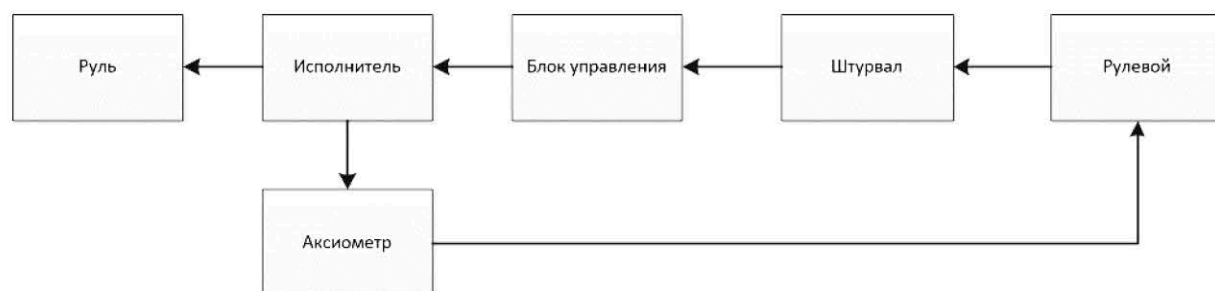 Руль
Исполнитель
Блок управления
Штурвал
Рулевой
Аксиометр